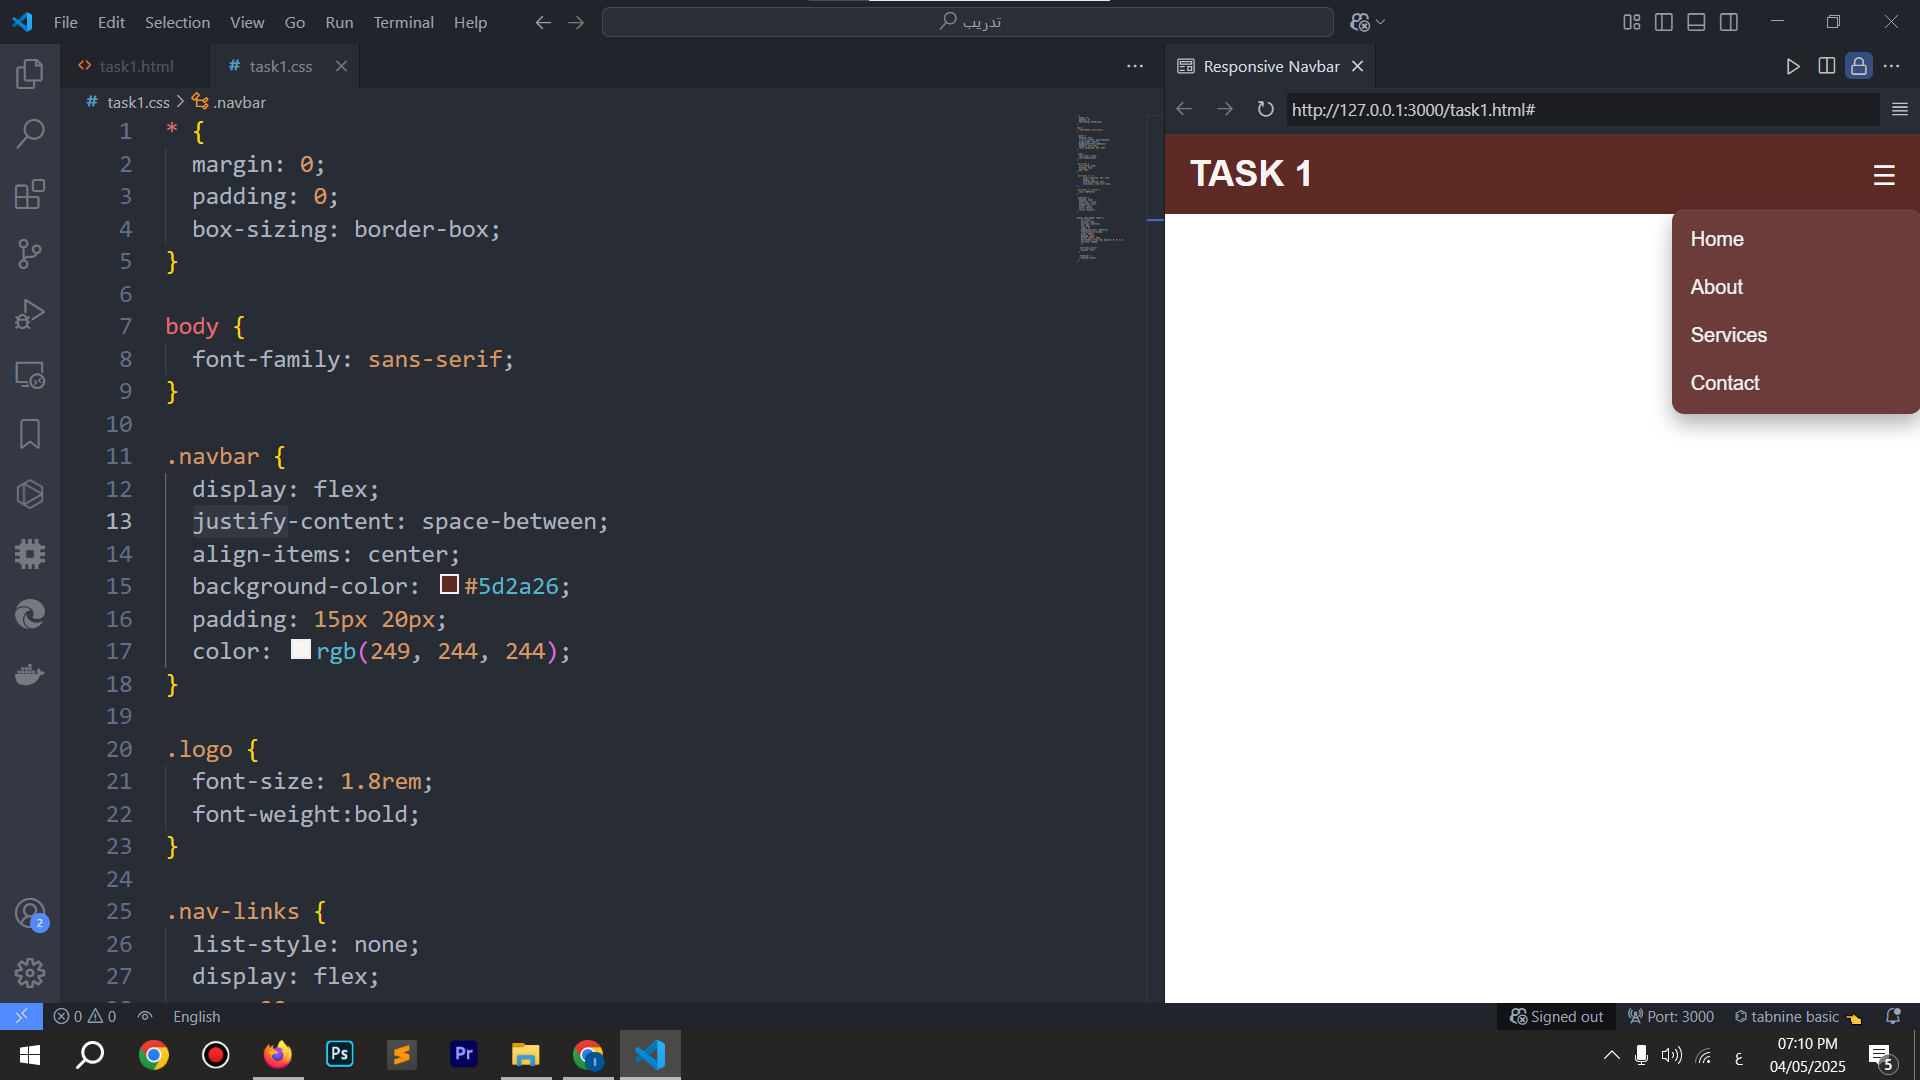 File Edit Selection View Go Run Terminal Help
تدريب
task1.html
# task1.css
Responsive Navbar
# task1.css > .navbar
http://127.0.0.1:3000/task1.html#
1 * {
2 margin: 0;
3 padding: 0;
4 box-sizing: border-box;
5 }
6
7 body {
8 font-family: sans-serif;
9 }
10
11 .navbar {
12 display: flex;
13 justify-content: space-between;
14 align-items: center;
15 background-color: #5d2a26;
16 padding: 15px 20px;
17 color: rgb(249, 244, 244);
18 }
19
20 .logo {
21 font-size: 1.8rem;
22 font-weight:bold;
23 }
24
25 .nav-links {
26 list-style: none;
27 display: flex;
TASK 1
Home
About
Services
Contact
2
0 0 English
Signed out Port: 3000 tabnine basic
Ps
Pr
ع
07:10 PM
04/05/2025
5